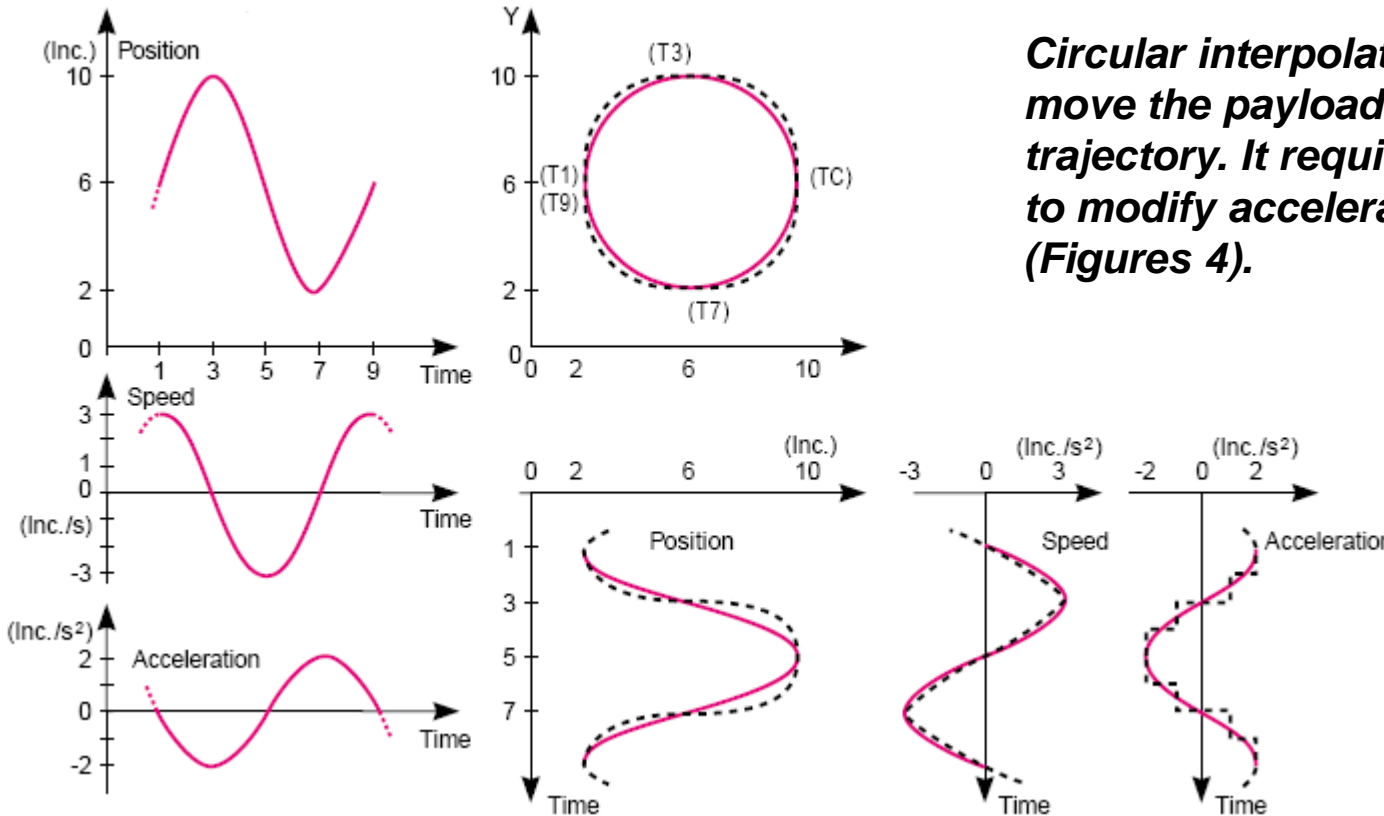 (Inc.) Position
10
6
2
0
1 3 5 7 9 Time
Speed
3
1
0
(Inc./s)
-3
Time
(Inc./s²)
2
Acceleration
0
-2
Time
Y
(T3)
10
(T1)
6
(T9)
(TC)
2
(T7)
0
0 2 6 10
Circular interpolat
move the payload
trajectory. It requi
to modify accelera
(Figures 4).
(Inc.)
0 2 6 10
Position
1
3
5
7
Time
(Inc./s²)
-3 0 3
Speed
Time
(Inc./s²)
-2 0 2
Acceleration
Time